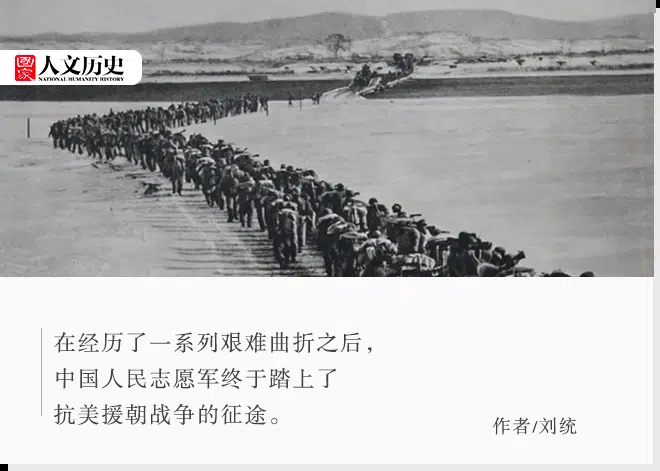 國家 人文历史
NATIONAL HUMANITY HISTORY
在经历了一系列艰难曲折之后，
中国人民志愿军终于踏上了
抗美援朝战争的征途。
作者/刘统